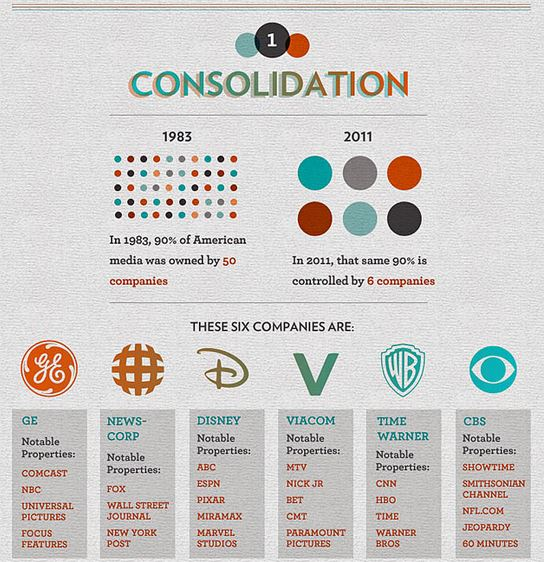 1
CONSOLIDATION
1983
2011
In 1983, 90% of American
media was owned by 50
companies
In 2011, that same 90% is
controlled by 6 companies
THESE SIX COMPANIES ARE:
GE
D
V
WB
GE
Notable
Properties:
COMCAST
NBC
UNIVERSAL
PICTURES
FOCUS
FEATURES
NEWS-
CORP
Notable
Properties:
FOX
WALL STREET
JOURNAL
NEW YORK
POST
DISNEY
Notable
Properties:
ABC
ESPN
PIXAR
MIRAMAX
MARVEL
STUDIOS
VIACOM
Notable
Properties:
MTV
NICK JR
BET
CMT
PARAMOUNT
PICTURES
TIME
WARNER
Notable
Properties:
CNN
HBO
TIME
WARNER
BROS
CBS
Notable
Properties:
SHOWTIME
SMITHSONIAN
CHANNEL
NFL.COM
JEOPARDY
60 MINUTES